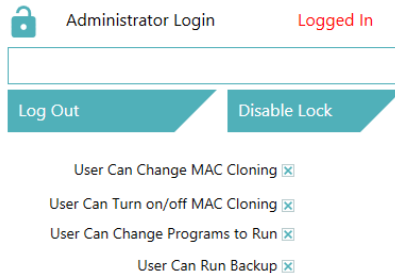 Administrator Login Logged In
Log Out Disable Lock
User Can Change MAC Cloning
User Can Turn on/off MAC Cloning
User Can Change Programs to Run
User Can Run Backup